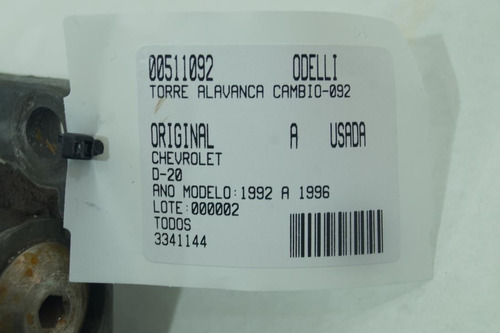 00511092 ODELLI
TORRE ALAVANCA CAMBIO-092
ORIGINAL A USADA
CHEVROLET
D-20
ANO MODELO:1992 A 1996
LOTE:000002
TODOS
3341144